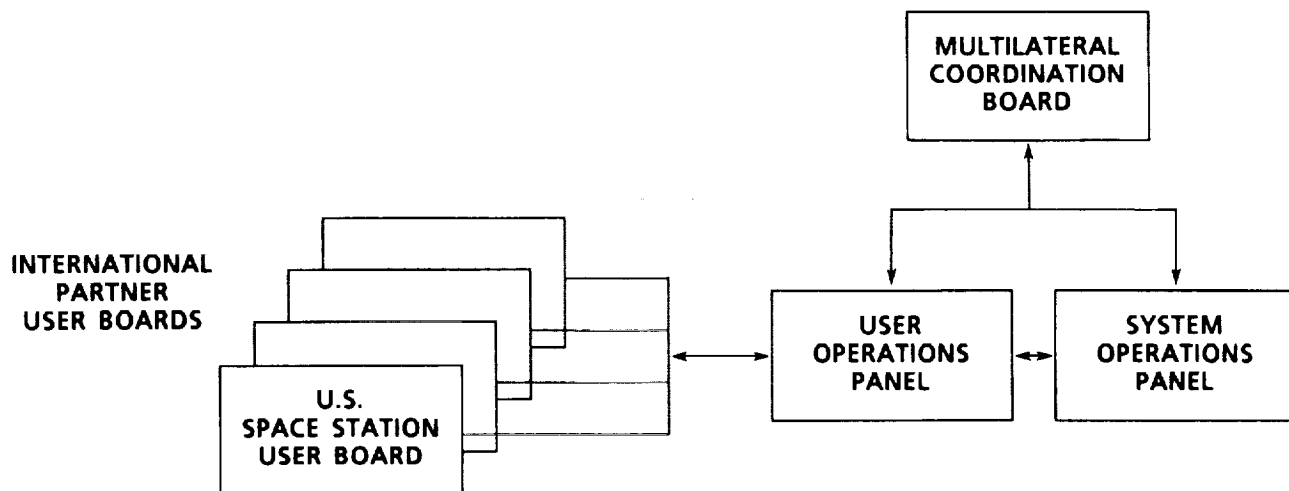 MULTILATERAL
COORDINATION
BOARD
INTERNATIONAL
PARTNER
USER BOARDS
U.S.
SPACE STATION
USER BOARD
USER
OPERATIONS
PANEL
SYSTEM
OPERATIONS
PANEL